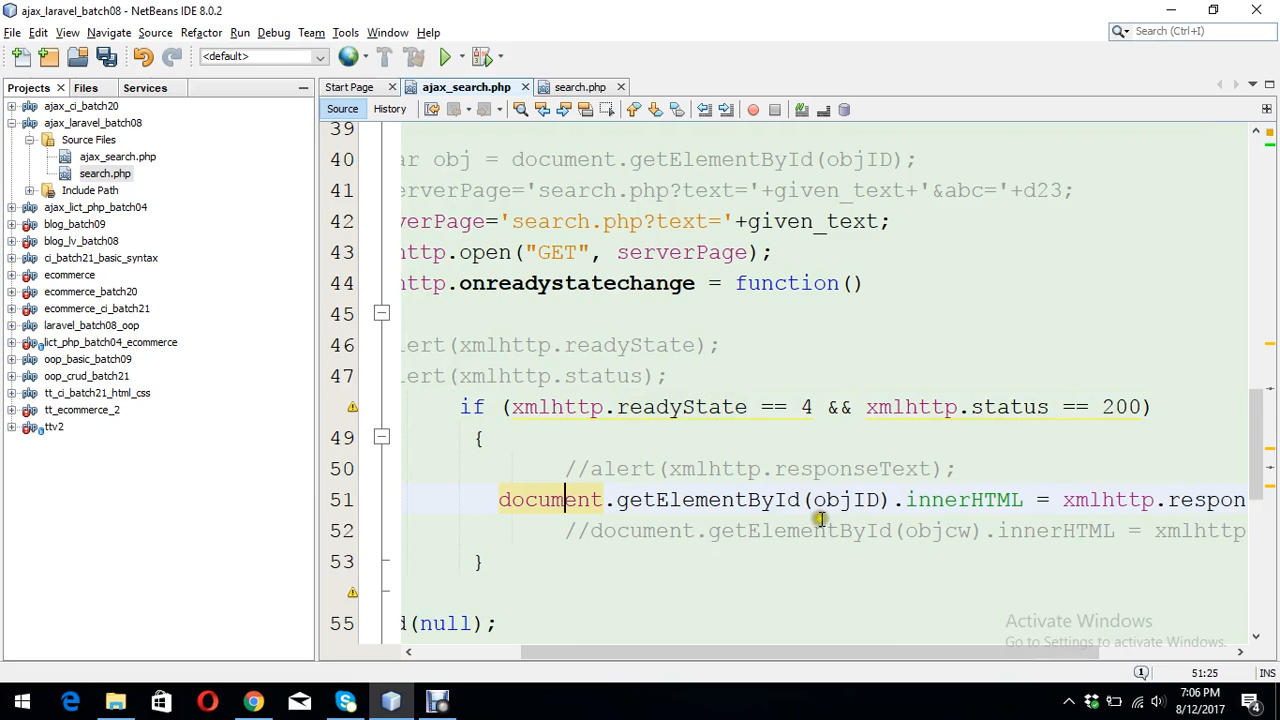 ajax_laravel_batch08 - NetBeans IDE 8.0.2
File Edit View Navigate Source Refactor Run Debug Team Tools Window Help
Search (Ctrl+I)
<default>
Projects Files Services
Start Page ajax_search.php search.php
Source History
ajax_ci_batch20
ajax_laravel_batch08
Source Files
ajax_search.php
search.php
Include Path
ajax_lict_php_batch04
blog_batch09
blog_lv_batch08
ci_batch21_basic_syntax
ecommerce
ecommerce_batch20
ecommerce_ci_batch21
laravel_batch08_oop
lict_php_batch04_ecommerce
oop_basic_batch09
oop_crud_batch21
tt_ci_batch21_html_css
tt_ecommerce_2
ttv2
39
40 ar obj = document.getElementById(objID);
41 erverPage='search.php?text='+given_text+'&abc='+d23;
42 verPage='search.php?text='+given_text;
43 http.open("GET", serverPage);
44 http.onreadystatechange = function()
45
46 lert(xmlhttp.readyState);
47 lert(xmlhttp.status);
if (xmlhttp.readyState == 4 && xmlhttp.status == 200)
49 {
50 //alert(xmlhttp.responseText);
51 document.getElementById(objID).innerHTML = xmlhttp.respon
52 //document.getElementById(objcw).innerHTML = xmlhttp
53 }
55 d(null);
Activate Windows
Go to Settings to activate Windows.
1 51:25 INS
7:06 PM
8/12/2017